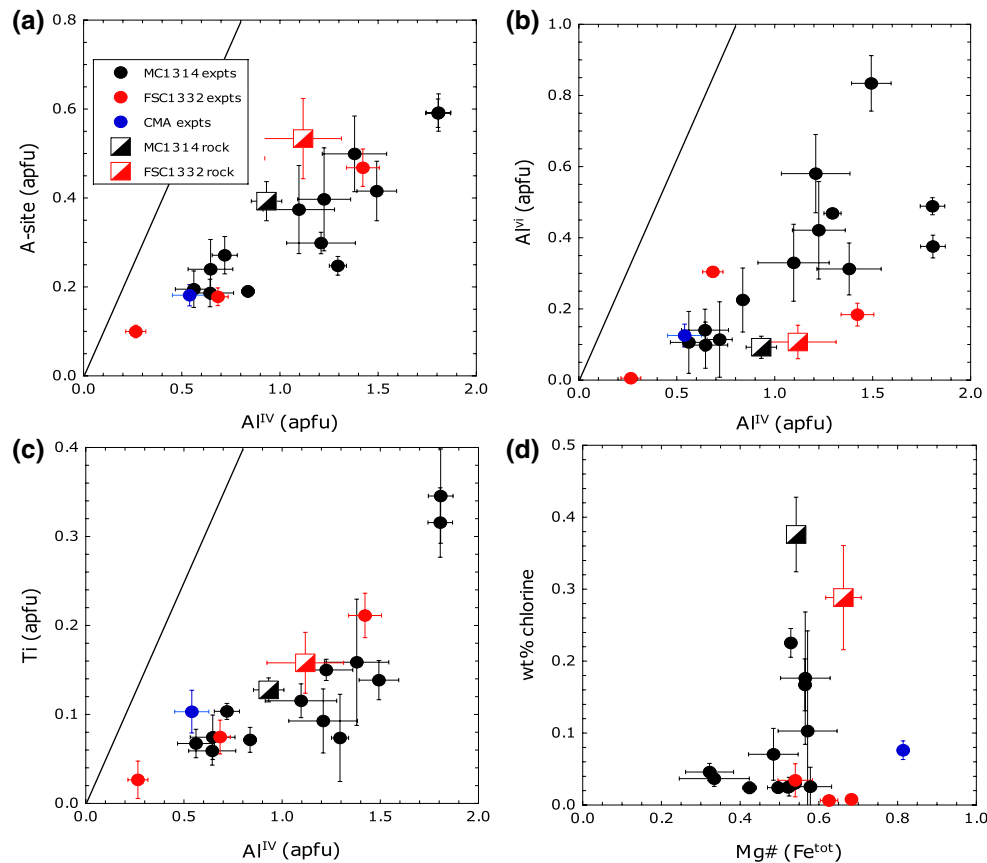 (a)
0.8
0.6
0.4
0.2
0.0
A-site (apfu)
MC1314 expts
FSC1332 expts
CMA expts
MC1314 rock
FSC1332 rock
0 0.5 1.0 1.5 2.0
Al^IV (apfu)
(b)
1.0
0.8
0.6
0.4
0.2
0.0
Al^vi (apfu)
0 0.5 1.0 1.5 2.0
Al^IV (apfu)
(c)
0.4
0.3
0.2
0.1
0.0
Ti (apfu)
0 0.5 1.0 1.5 2.0
Al^IV (apfu)
(d)
0.5
0.4
0.3
0.2
0.1
0.0
wt% chlorine
0.0 0.2 0.4 0.6 0.8 1.0
Mg# (Fe^tot)